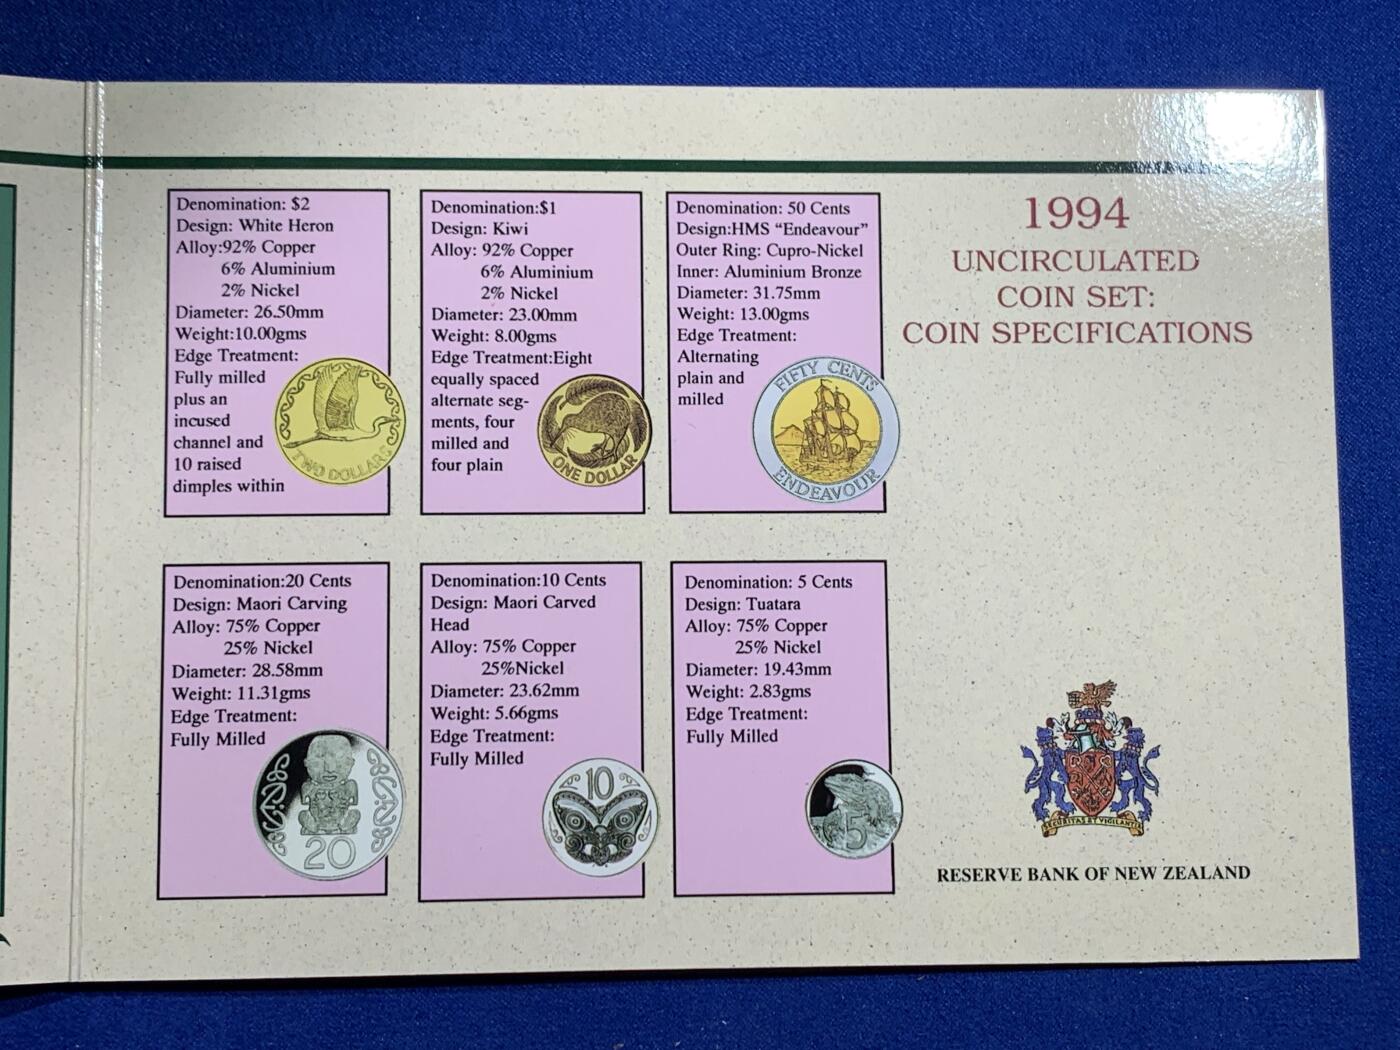 Denomination: $2
Design: White Heron
Alloy:92% Copper
6% Aluminium
2% Nickel
Diameter: 26.50mm
Weight:10.00gms
Edge Treatment:
Fully milled
plus an
incused
channel and
10 raised
dimples within
TWO DOLLARS
Denomination:$1
Design: Kiwi
Alloy: 92% Copper
6% Aluminium
2% Nickel
Diameter: 23.00mm
Weight: 8.00gms
Edge Treatment:Eight
equally spaced
alternate seg-
ments, four
milled and
four plain
ONE DOLLAR
Denomination: 50 Cents
Design:HMS “Endeavour”
Outer Ring: Cupro-Nickel
Inner: Aluminium Bronze
Diameter: 31.75mm
Weight: 13.00gms
Edge Treatment:
Alternating
plain and
milled
FIFTY CENTS
ENDEAVOUR
1994
UNCIRCULATED
COIN SET:
COIN SPECIFICATIONS
Denomination:20 Cents
Design: Maori Carving
Alloy: 75% Copper
25% Nickel
Diameter: 28.58mm
Weight: 11.31gms
Edge Treatment:
Fully Milled
20
Denomination:10 Cents
Design: Maori Carved
Head
Alloy: 75% Copper
25%Nickel
Diameter: 23.62mm
Weight: 5.66gms
Edge Treatment:
Fully Milled
10
Denomination: 5 Cents
Design: Tuatara
Alloy: 75% Copper
25% Nickel
Diameter: 19.43mm
Weight: 2.83gms
Edge Treatment:
Fully Milled
5
SECURITAS ET VIGILANTIA
RESERVE BANK OF NEW ZEALAND